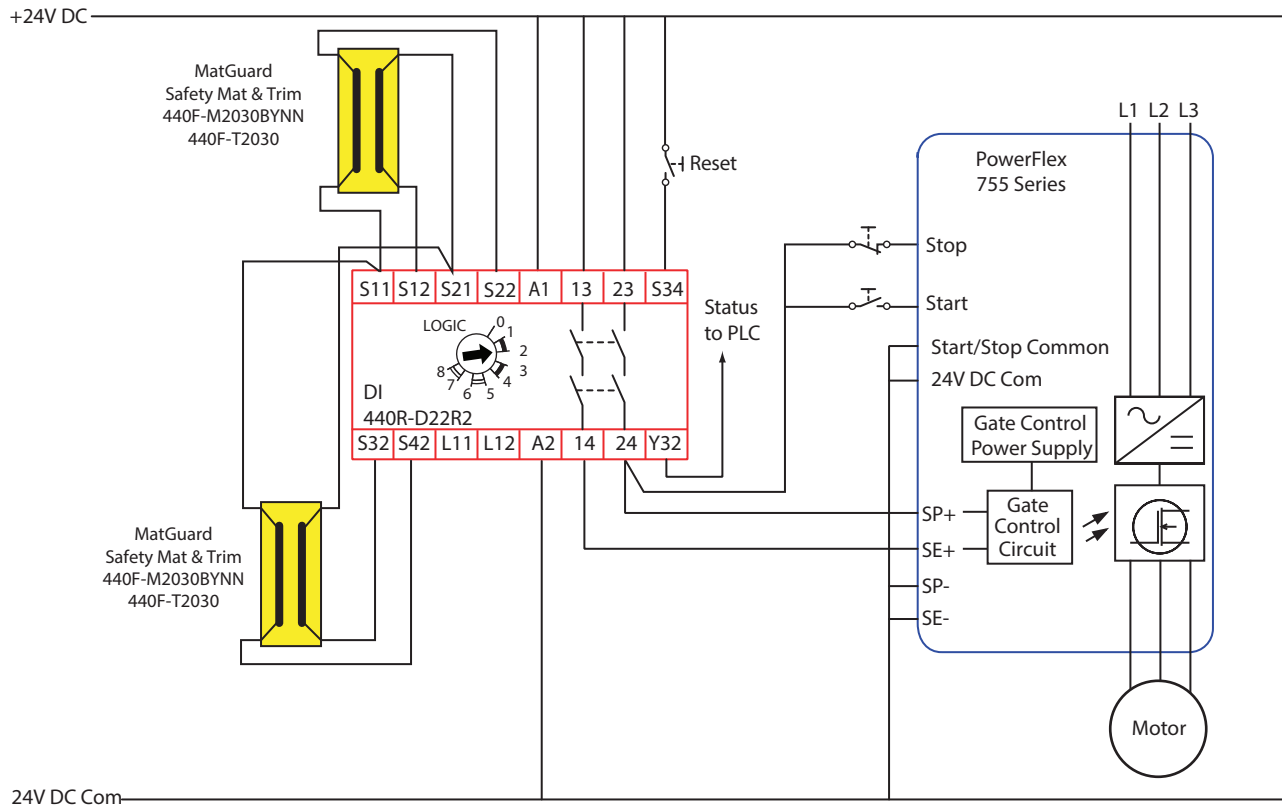 +24V DC
MatGuard
Safety Mat & Trim
440F-M2030BYNN
440F-T2030
Reset
L1 L2 L3
PowerFlex
755 Series
Stop
Start
Start/Stop Common
24V DC Com
S11 S12 S21 S22 A1 13 23 S34
LOGIC
0
1
2
3
4
5
6
7
8
DI
440R-D22R2
S32 S42 L11 L12 A2 14 24 Y32
Status
to PLC
Gate Control
Power Supply
Gate
Control
Circuit
SP+
SE+
SP-
SE-
MatGuard
Safety Mat & Trim
440F-M2030BYNN
440F-T2030
Motor
24V DC Com